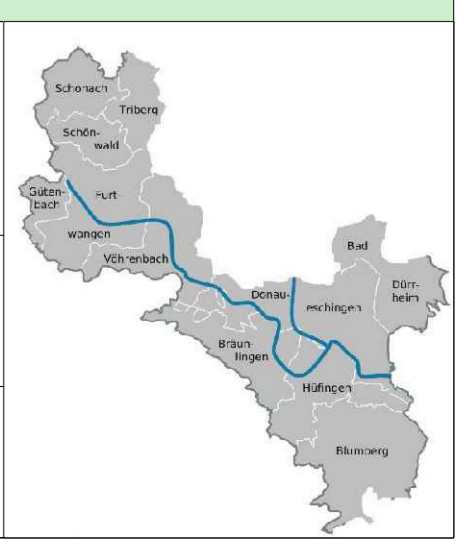 Schonach
Triberg
Schön-
wald
Güten-
bach
Furt-
wangen
Vöhrenbach
Bad
Dürr-
heim
Donau-
eschingen
Bräun-
lingen
Hüfingen
Blumberg